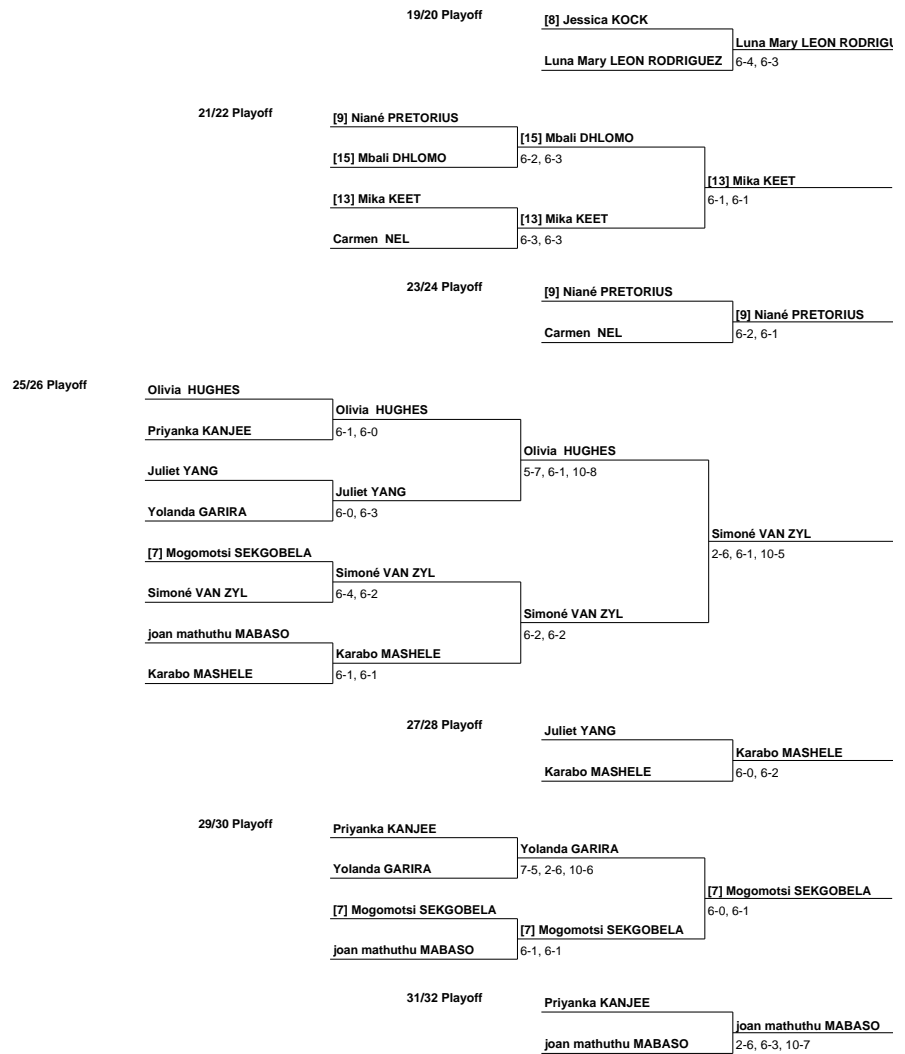 19/20 Playoff
[8] Jessica KOCK
Luna Mary LEON RODRIGU
Luna Mary LEON RODRIGUEZ
6-4, 6-3
21/22 Playoff
[9] Niané PRETORIUS
[15] Mbali DHLOMO
[15] Mbali DHLOMO
6-2, 6-3
[13] Mika KEET
[13] Mika KEET
6-1, 6-1
[13] Mika KEET
Carmen NEL
6-3, 6-3
23/24 Playoff
[9] Niané PRETORIUS
[9] Niané PRETORIUS
Carmen NEL
6-2, 6-1
25/26 Playoff
Olivia HUGHES
Olivia HUGHES
Priyanka KANJEE
6-1, 6-0
Olivia HUGHES
Juliet YANG
5-7, 6-1, 10-8
Juliet YANG
Yolanda GARIRA
6-0, 6-3
Simoné VAN ZYL
[7] Mogomotsi SEKGOBELA
2-6, 6-1, 10-5
Simoné VAN ZYL
Simoné VAN ZYL
6-4, 6-2
Simoné VAN ZYL
joan mathuthu MABASO
6-2, 6-2
Karabo MASHELE
Karabo MASHELE
6-1, 6-1
27/28 Playoff
Juliet YANG
Karabo MASHELE
Karabo MASHELE
6-0, 6-2
29/30 Playoff
Priyanka KANJEE
Yolanda GARIRA
Yolanda GARIRA
7-5, 2-6, 10-6
[7] Mogomotsi SEKGOBELA
[7] Mogomotsi SEKGOBELA
6-0, 6-1
[7] Mogomotsi SEKGOBELA
joan mathuthu MABASO
6-1, 6-1
31/32 Playoff
Priyanka KANJEE
joan mathuthu MABASO
joan mathuthu MABASO
2-6, 6-3, 10-7